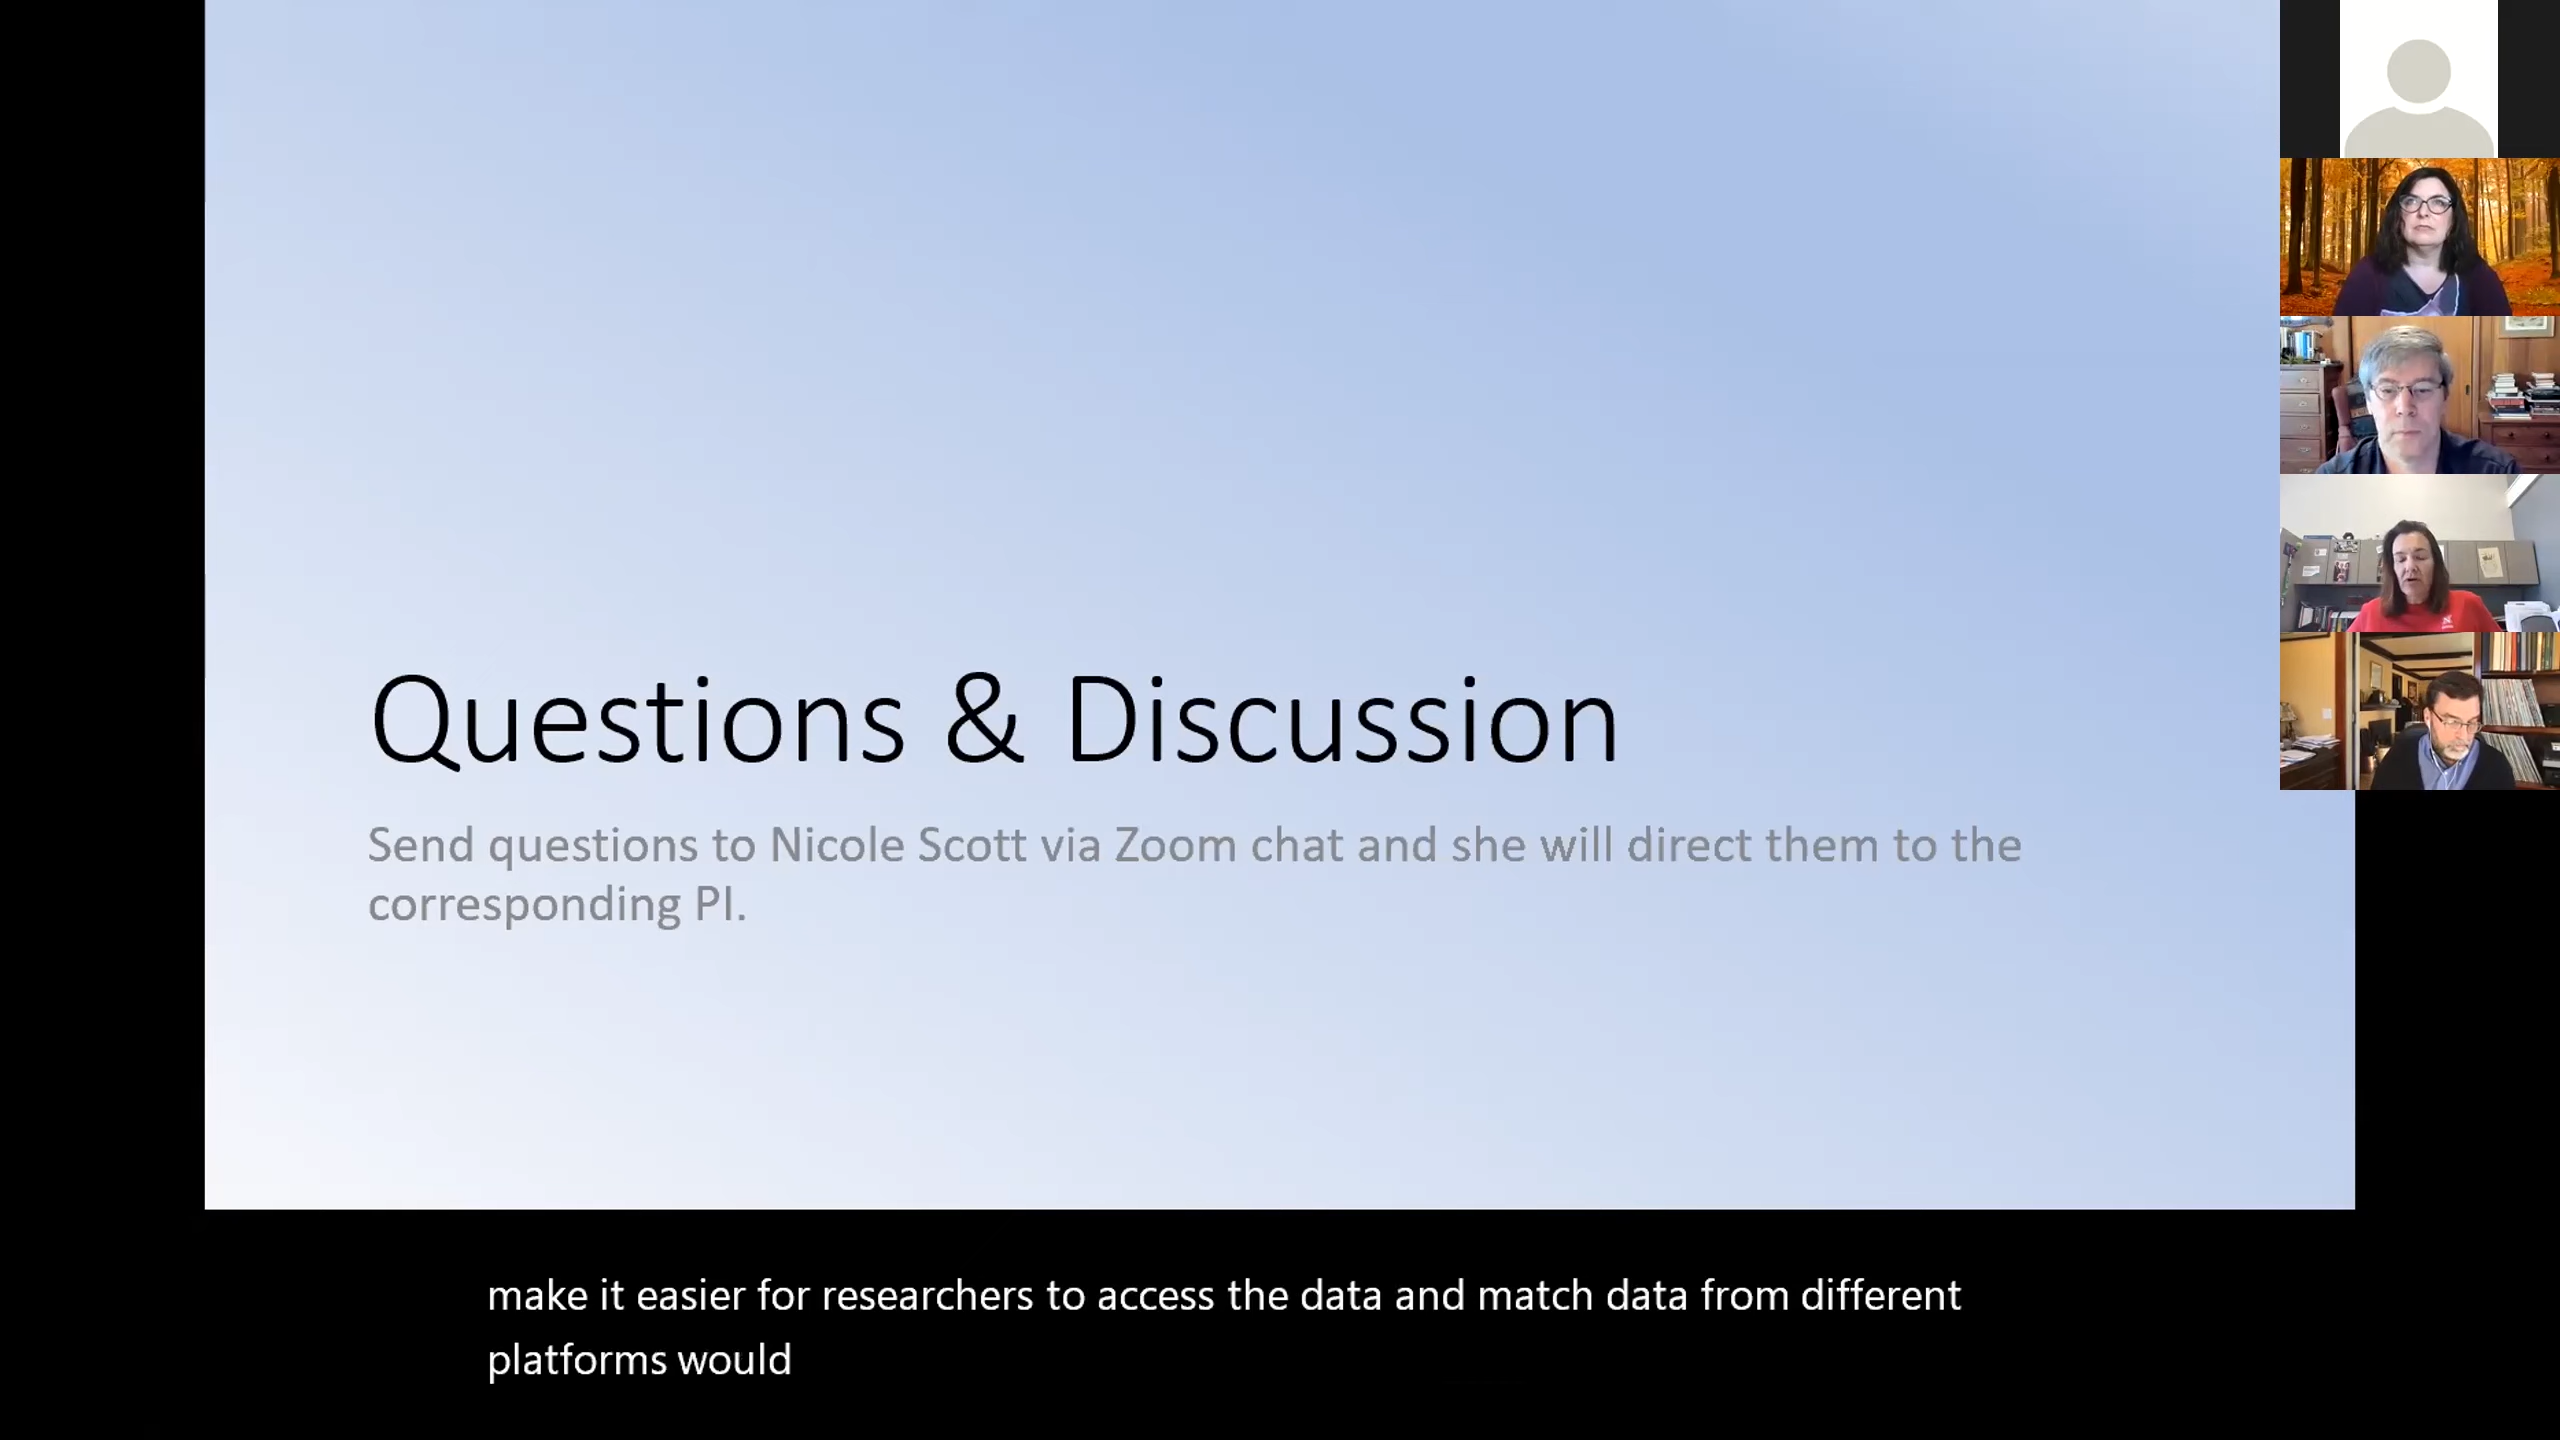 Questions & Discussion
Send questions to Nicole Scott via Zoom chat and she will direct them to the
corresponding PI.
make it easier for researchers to access the data and match data from different
platforms would